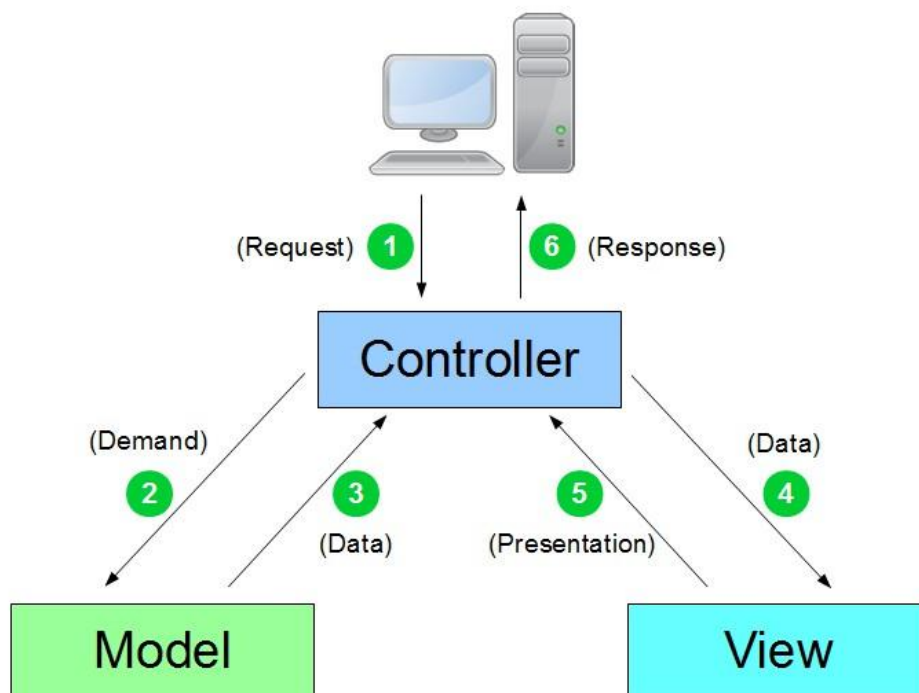 (Request) 1 6 (Response)
Controller
(Demand) (Data)
2 3 5 4
(Data) (Presentation)
Model View